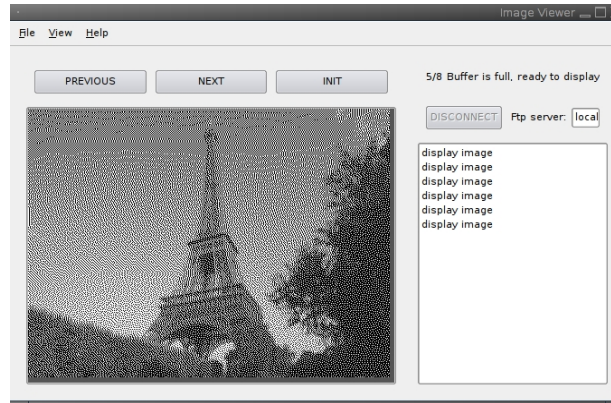 Image Viewer
File View Help
PREVIOUS NEXT INIT 5/8 Buffer is full, ready to display
DISCONNECT Ftp server: local
display image
display image
display image
display image
display image
display image